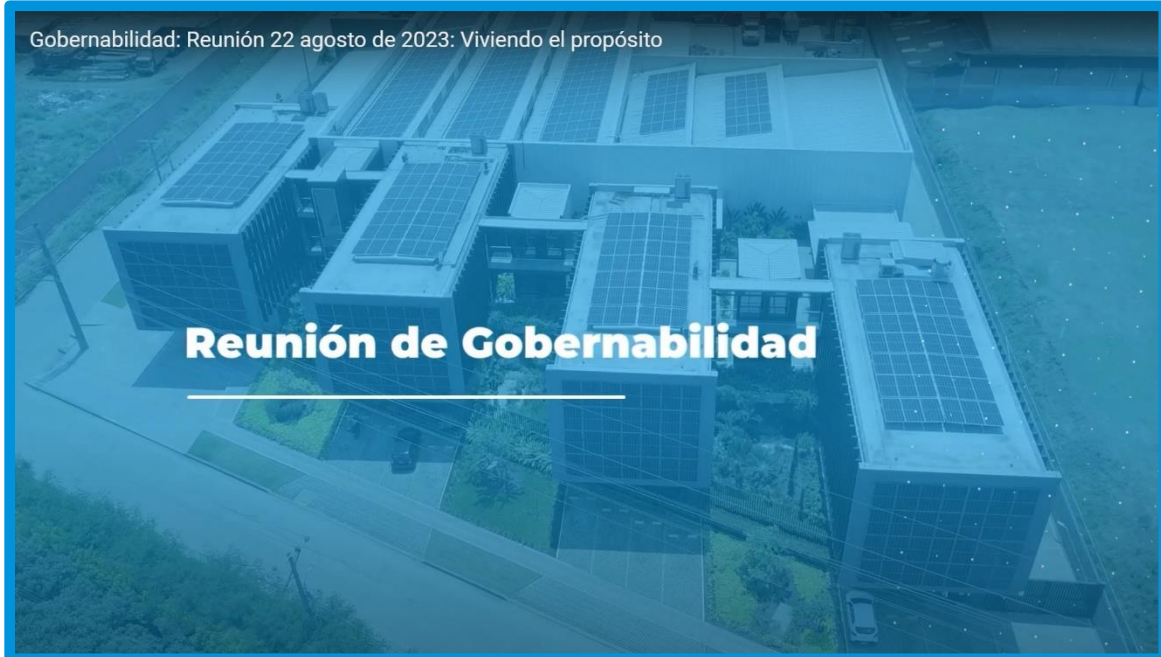 Gobernabilidad: Reunión 22 agosto de 2023: Viviendo el propósito
Reunión de Gobernabilidad